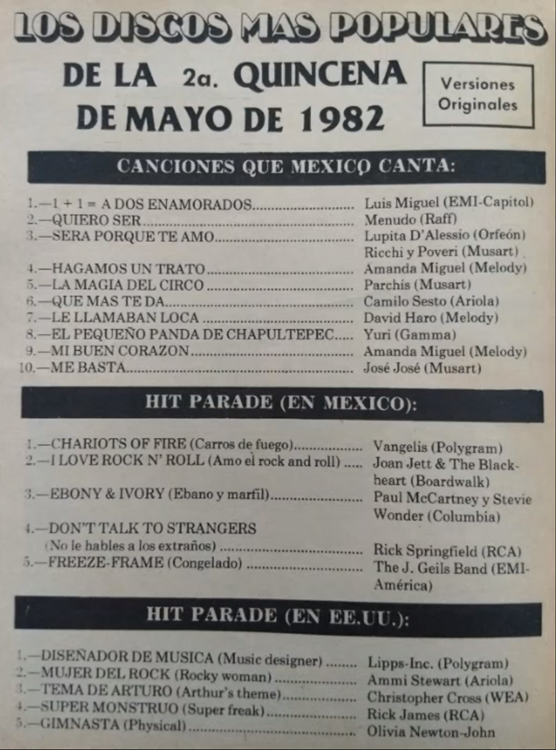 LOS DISCOS MAS POPULARES
DE LA 2a. QUINCENA
DE MAYO DE 1982
Versiones
Originales
CANCIONES QUE MEXICO CANTA:
1.—1 + 1 = A DOS ENAMORADOS.................... Luis Miguel (EMI-Capitol)
2.—QUIERO SER.................... Menudo (Raff)
3.—SERA PORQUE TE AMO.................... Lupita D'Alessio (Orfeón)
Ricchi y Poveri (Musart)
4.—HAGAMOS UN TRATO.................... Amanda Miguel (Melody)
5.—LA MAGIA DEL CIRCO.................... Parchis (Musart)
6.—QUE MAS TE DA.................... Camilo Sesto (Ariola)
7.—LE LLAMABAN LOCA.................... David Haro (Melody)
8.—EL PEQUEÑO PANDA DE CHAPULTEPEC..... Yuri (Gamma)
9.—MI BUEN CORAZON.................... Amanda Miguel (Melody)
10.—ME BASTA.................... José José (Musart)
HIT PARADE (EN MEXICO):
1.—CHARIOTS OF FIRE (Carros de fuego)................ Vangelis (Polygram)
2.—I LOVE ROCK N' ROLL (Amo el rock and roll) ..... Joan Jett & The Black-
heart (Boardwalk)
3.—EBONY & IVORY (Ebano y marfil)..................... Paul McCartney y Stevie
Wonder (Columbia)
4.—DON'T TALK TO STRANGERS
(No le hables a los extraños) .................... Rick Springfield (RCA)
5.—FREEZE-FRAME (Congelado) .................... The J. Geils Band (EMI-
América)
HIT PARADE (EN EE.UU.):
1.—DISEÑADOR DE MUSICA (Music designer) ........ Lipps-Inc. (Polygram)
2.—MUJER DEL ROCK (Rocky woman) ................ Ammi Stewart (Ariola)
3.—TEMA DE ARTURO (Arthur's theme)............... Christopher Cross (WEA)
4.—SUPER MONSTRUO (Super freak).................. Rick James (RCA)
5.—GIMNASTA (Physical).................... Olivia Newton-John